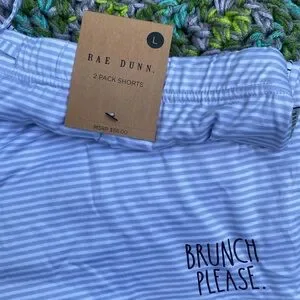 L
RAE DUNN.
2 PACK SHORTS
BRUNCH
PLEASE.